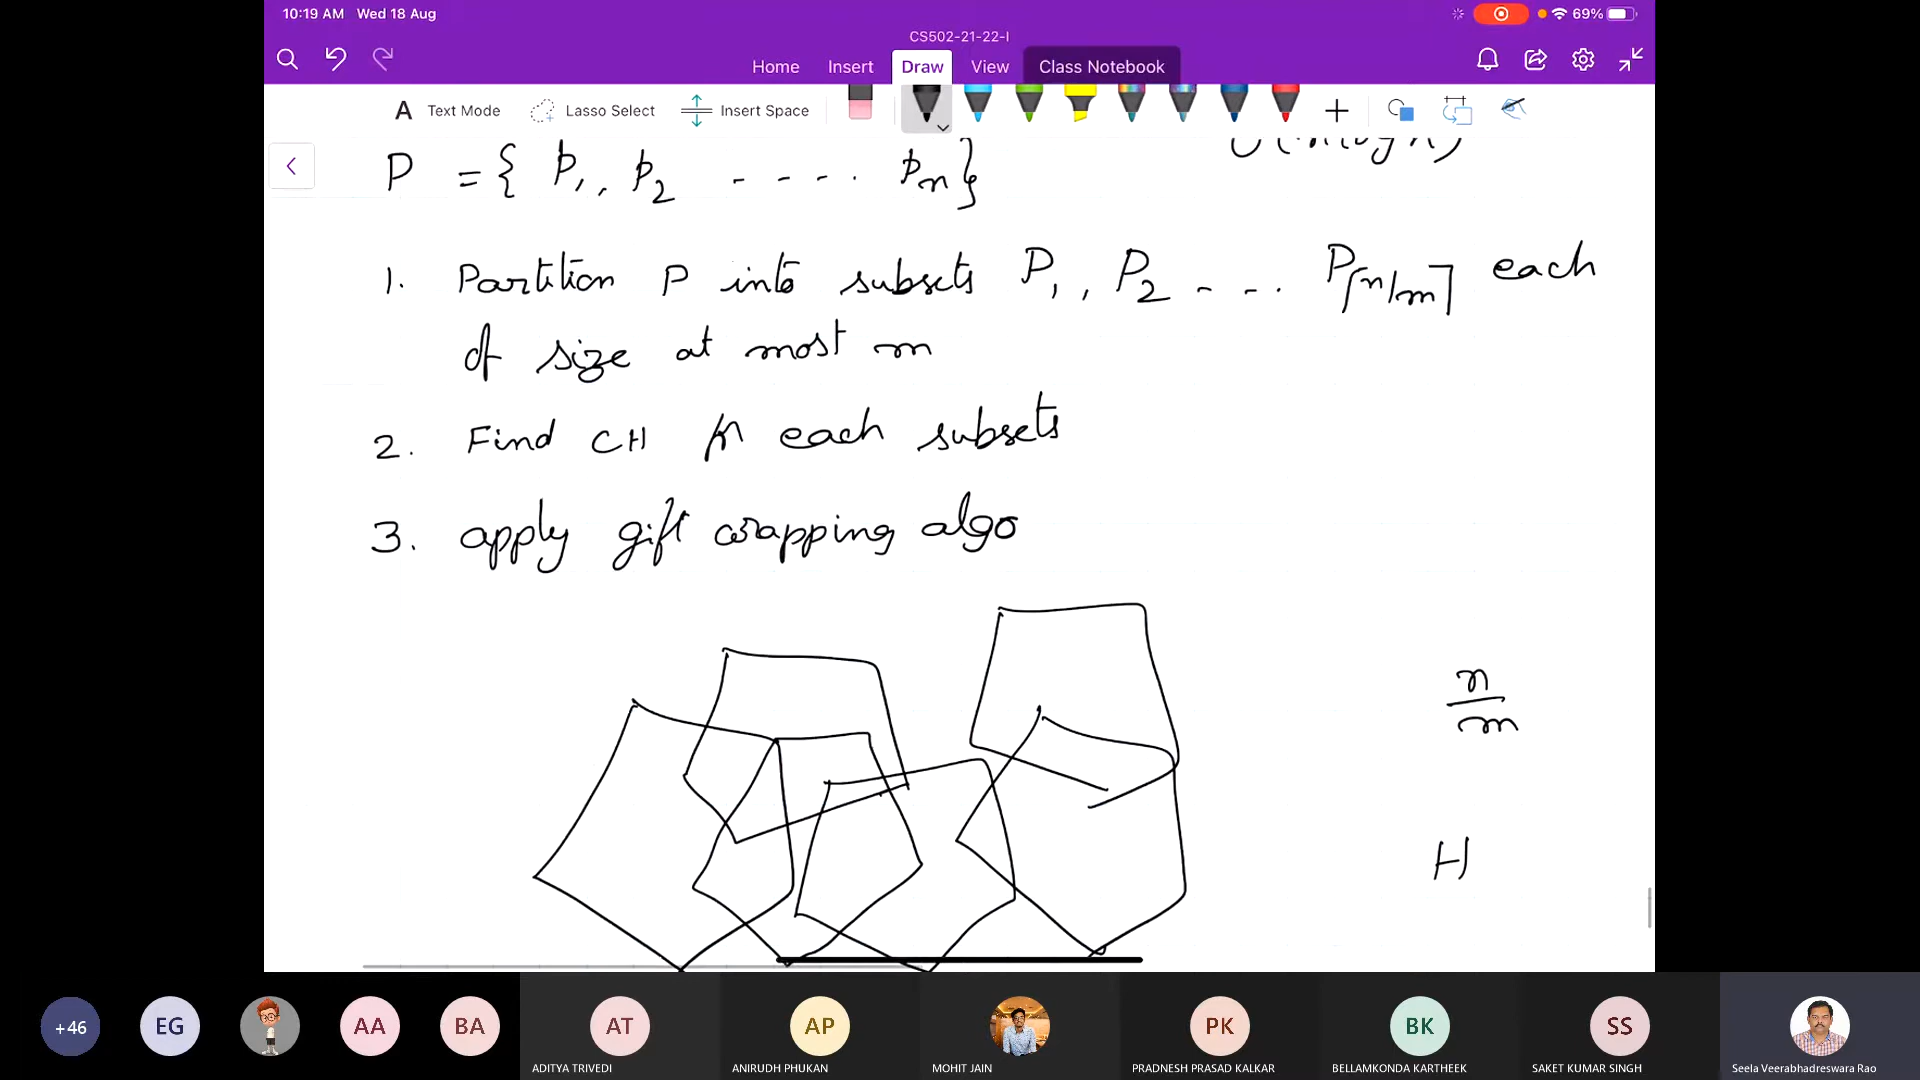 10:19 AM Wed 18 Aug
69%
CS502-21-22-I
Home Insert Draw View Class Notebook
A Text Mode Lasso Select Insert Space
P = { p1, p2 - - - - . pn}
1. Partition P into subsets P1, P2 - - -. P⌈n/m⌉ each
of size at most m
2. Find CH for each subsets
3. apply gift wrapping algo
n/m
H
+46 EG AA BA AT AP PK BK SS
ADITYA TRIVEDI ANIRUDH PHUKAN MOHIT JAIN PRADNESH PRASAD KALKAR BELLAMKONDA KARTHEEK SAKET KUMAR SINGH Seela Veerabhadreswara Rao